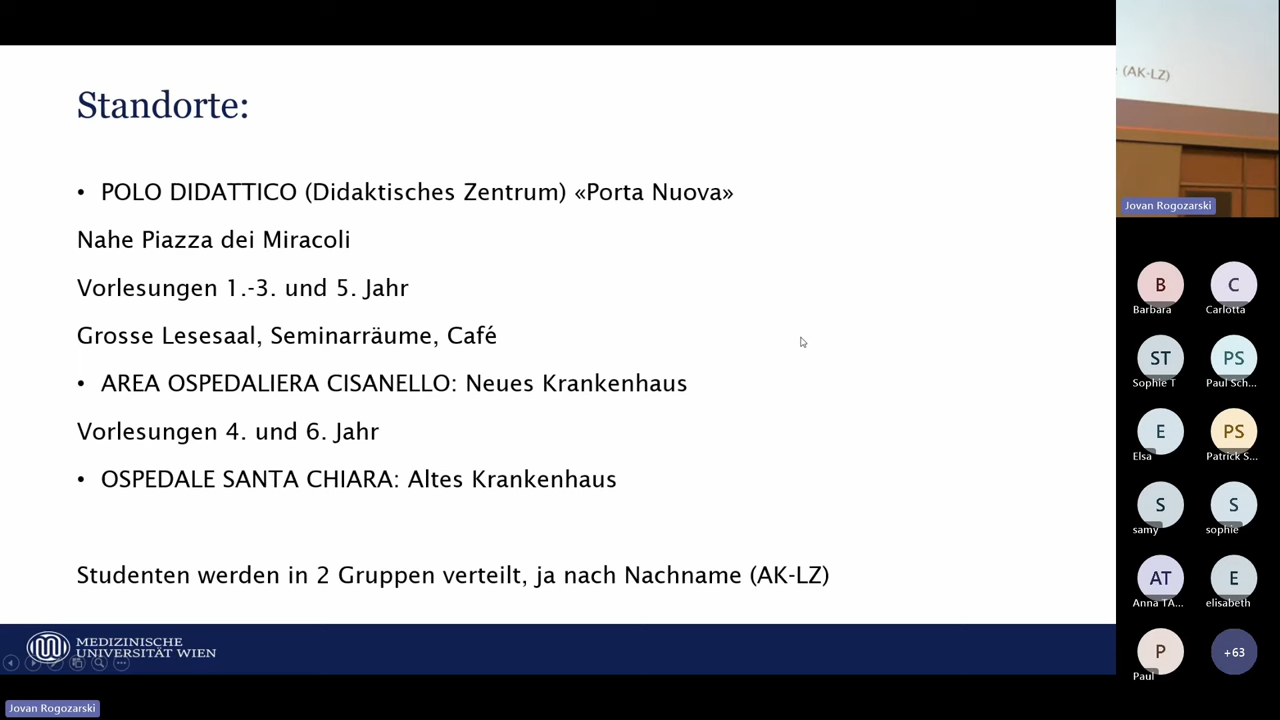 Standorte:
• POLO DIDATTICO (Didaktisches Zentrum) «Porta Nuova»
Nahe Piazza dei Miracoli
Vorlesungen 1.-3. und 5. Jahr
Grosse Lesesaal, Seminarräume, Café
• AREA OSPEDALIERA CISANELLO: Neues Krankenhaus
Vorlesungen 4. und 6. Jahr
• OSPEDALE SANTA CHIARA: Altes Krankenhaus
Studenten werden in 2 Gruppen verteilt, ja nach Nachname (AK-LZ)
MEDIZINISCHE
UNIVERSITÄT WIEN
Jovan Rogozarski
(AK-LZ)
Jovan Rogozarski
B C
Barbara Carlotta
ST PS
Sophie T Paul Sch...
E PS
Elsa Patrick S...
S S
samy sophie
AT E
Anna TA... elisabeth
P +63
Paul